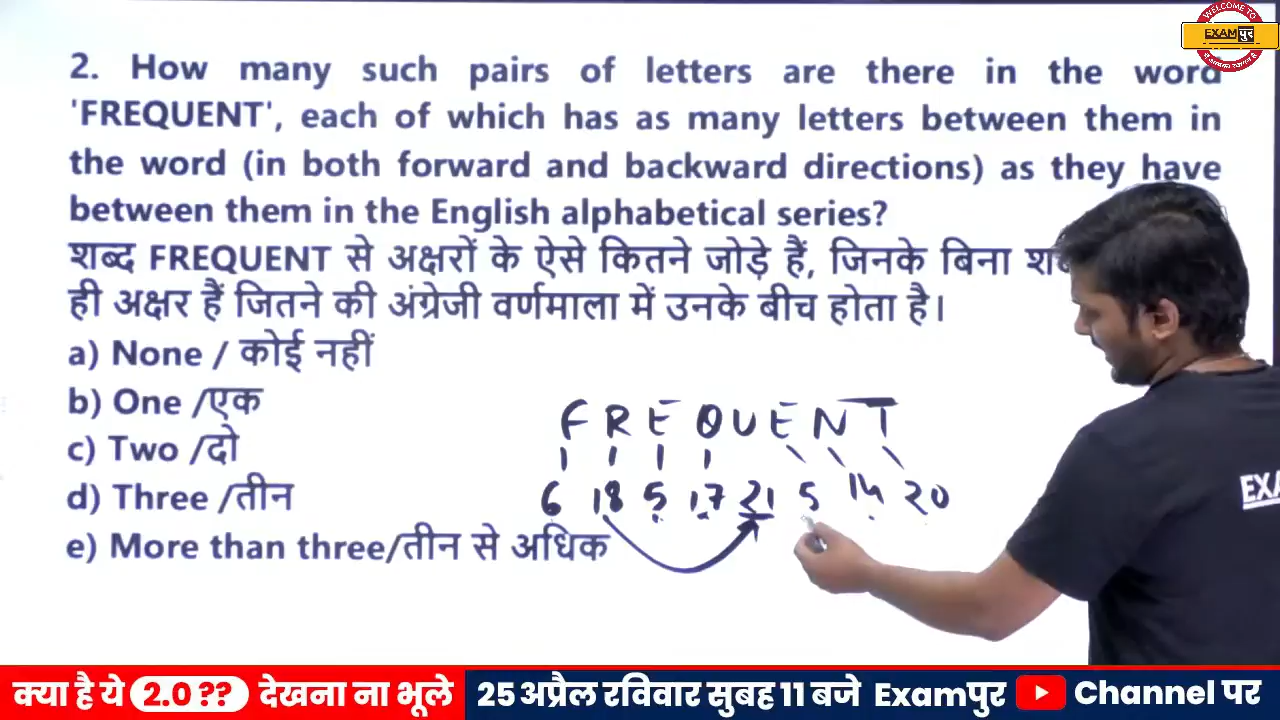 WELCOME TO
EXAMपुर
2. How many such pairs of letters are there in the word
'FREQUENT', each of which has as many letters between them in
the word (in both forward and backward directions) as they have
between them in the English alphabetical series?
शब्द FREQUENT से अक्षरों के ऐसे कितने जोड़े हैं, जिनके बिना
ही अक्षर हैं जितने की अंग्रेजी वर्णमाला में उनके बीच होता है।
a) None / कोई नहीं
b) One /एक
c) Two /दो
d) Three /तीन
e) More than three/तीन से अधिक
F R E Q U E N T
6 18 5 17 21 5 14 20
क्या है ये 2.0 ?? देखना ना भूले
25 अप्रैल रविवार सुबह 11 बजे Examपुर Channel पर